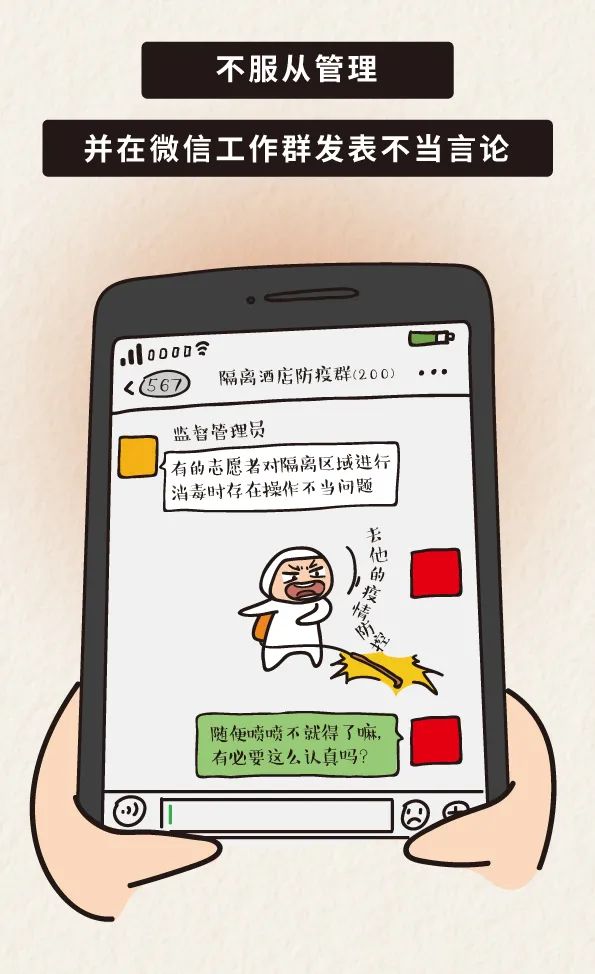 不服从管理
并在微信工作群发表不当言论
567
隔离酒店防疫群(200)
监督管理员
有的志愿者对隔离区域进行
消毒时存在操作不当问题
去他的疫情防控
随便喷喷不就得了嘛,
有必要这么认真吗?